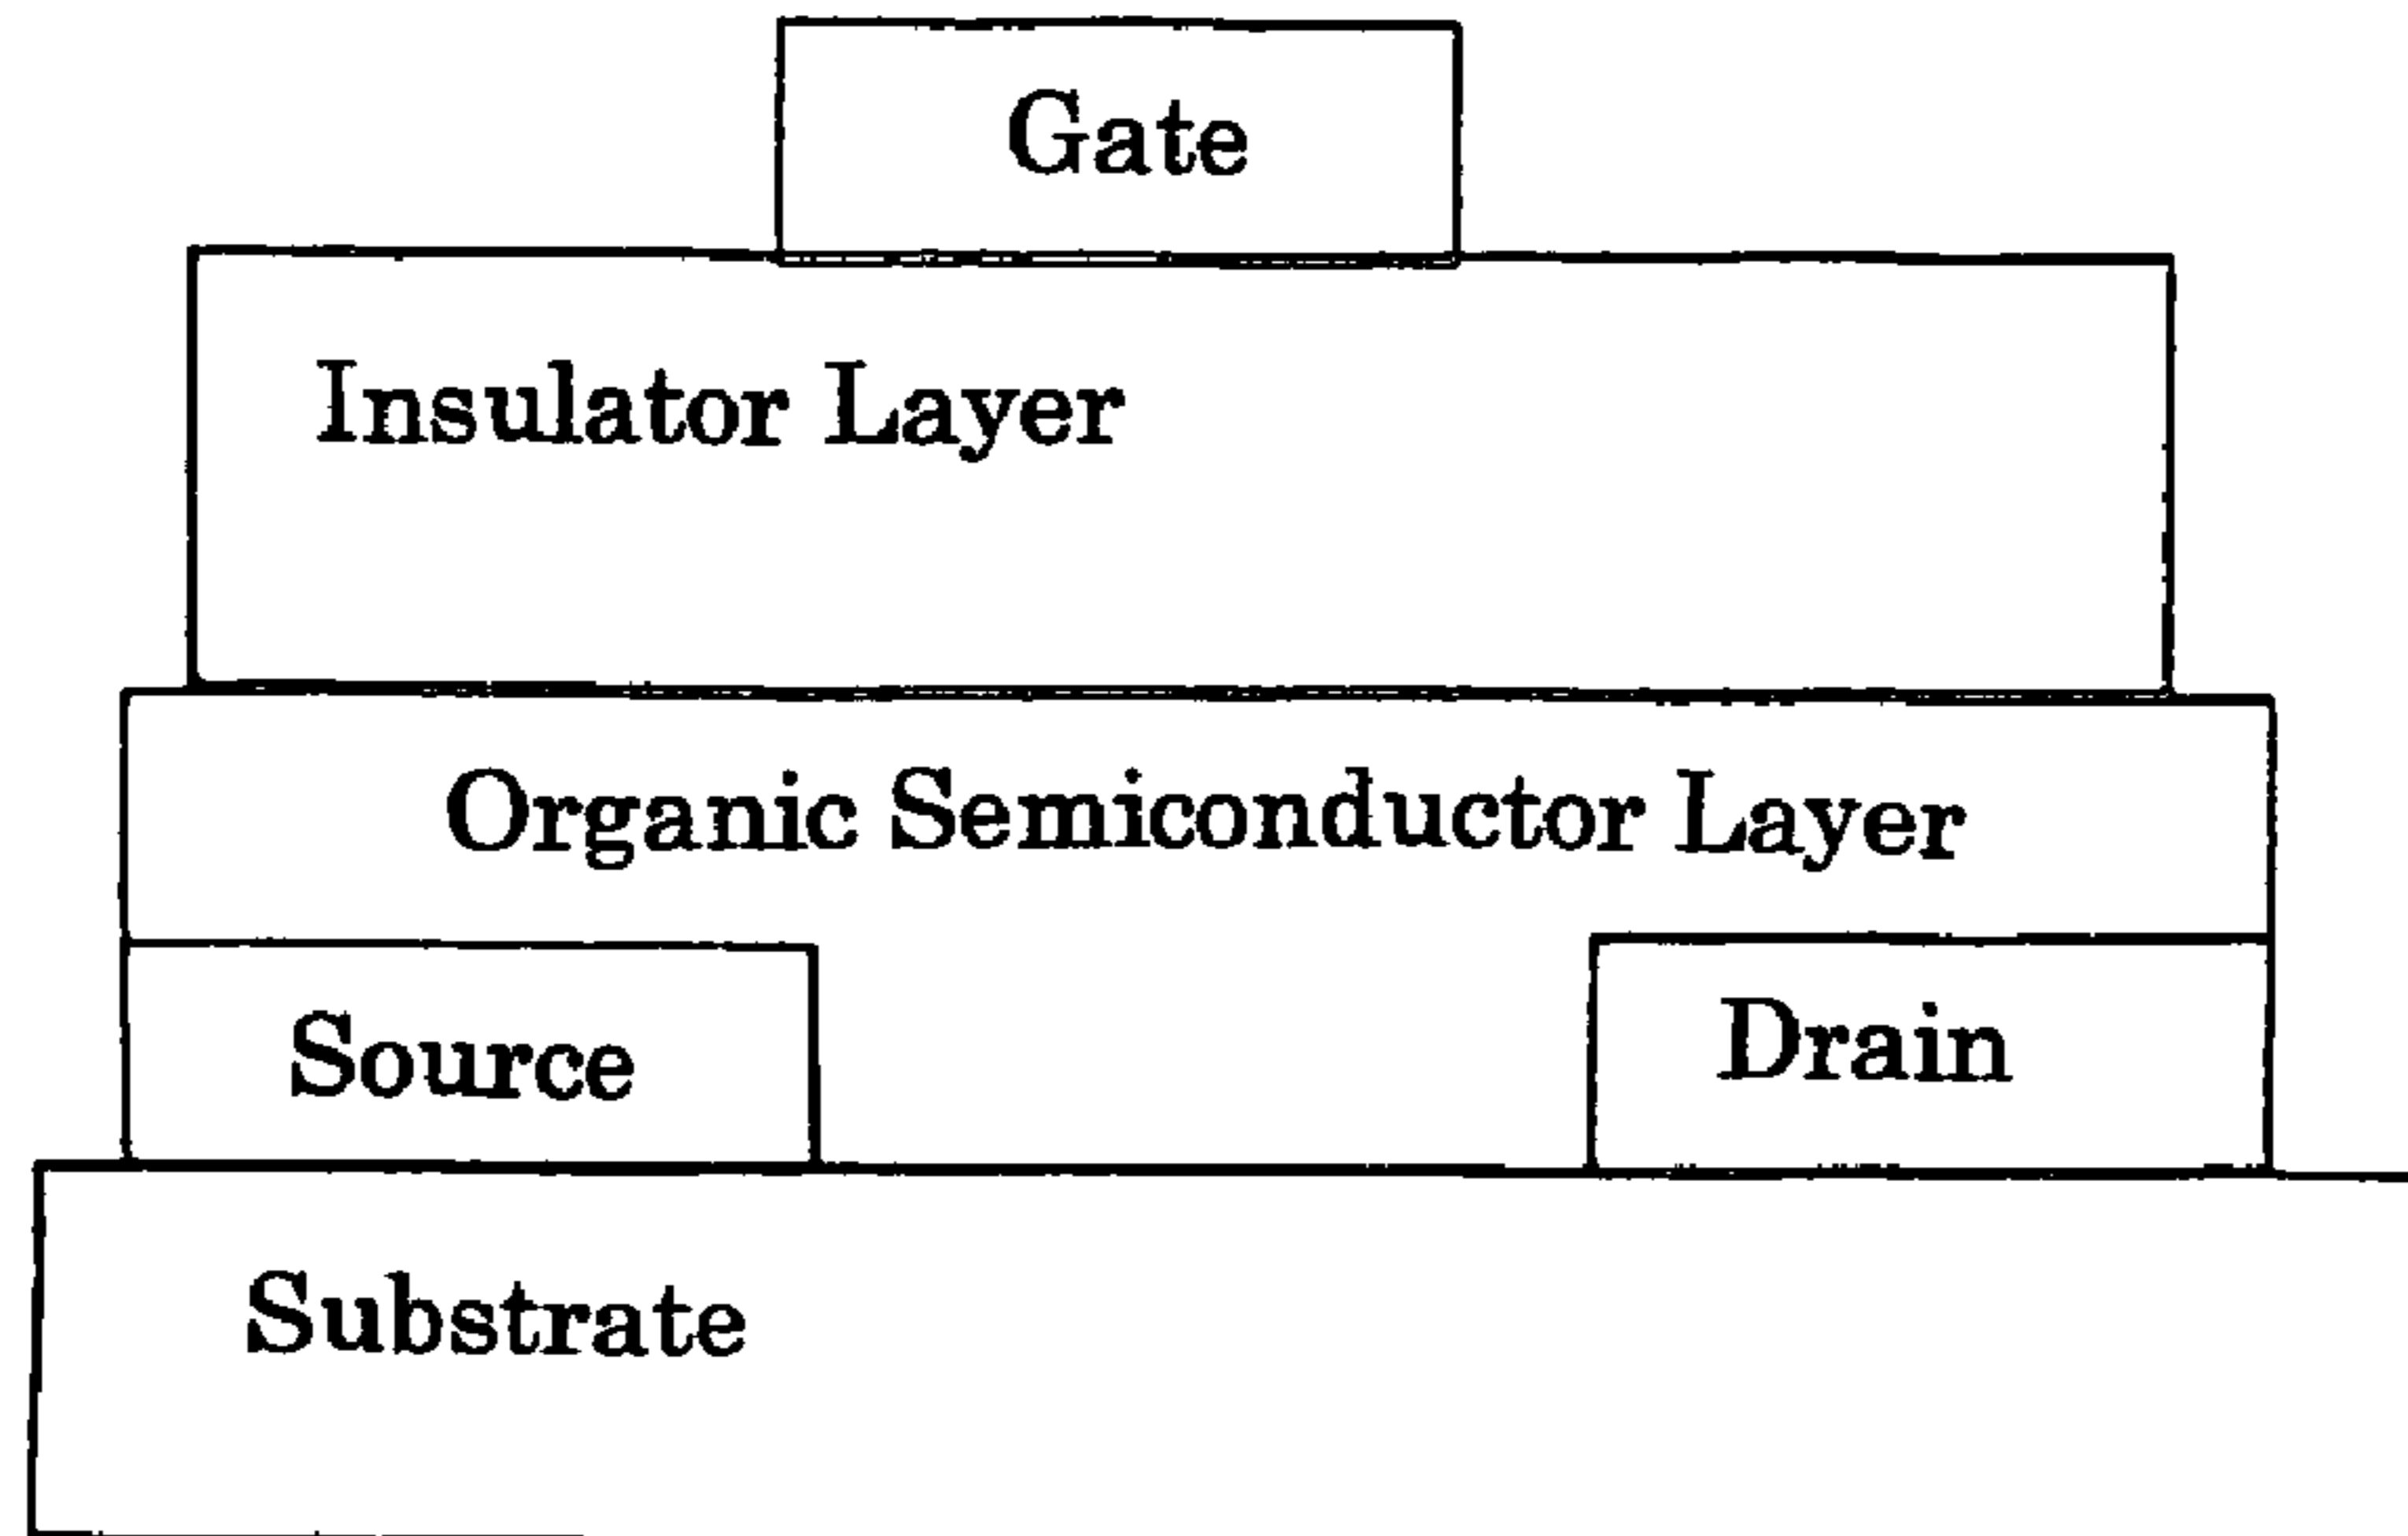 Gate
Insulator Layer
Organic Semiconductor Layer
Source
Drain
Substrate